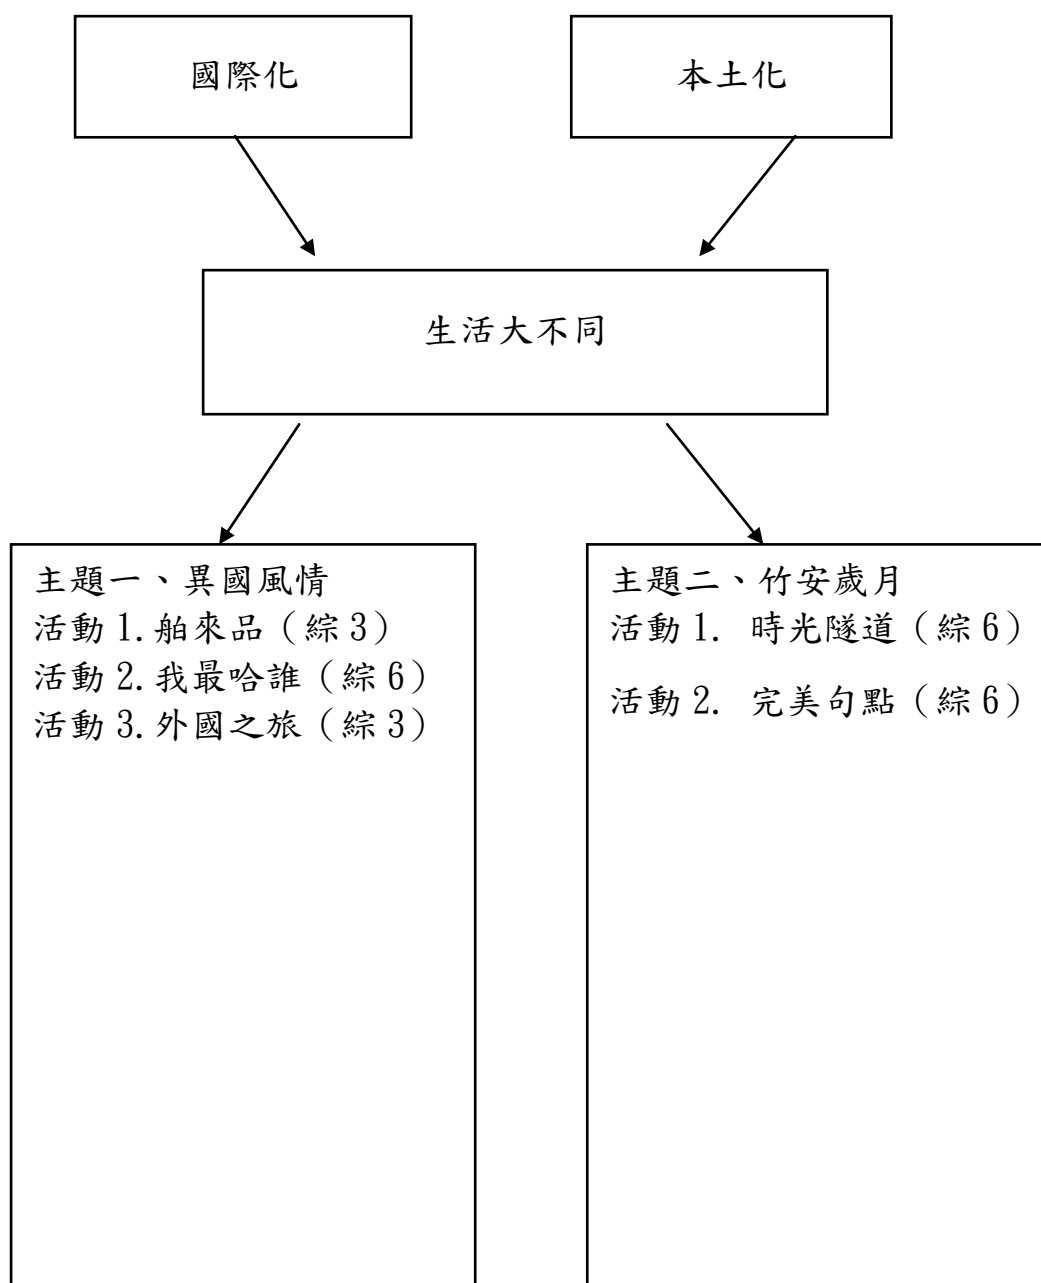 國際化
本土化
生活大不同
主題一、異國風情
活動1.舶來品（綜3）
活動2.我最哈誰（綜6）
活動3.外國之旅（綜3）
主題二、竹安歲月
活動1. 時光隧道（綜6）
活動2. 完美句點（綜6）